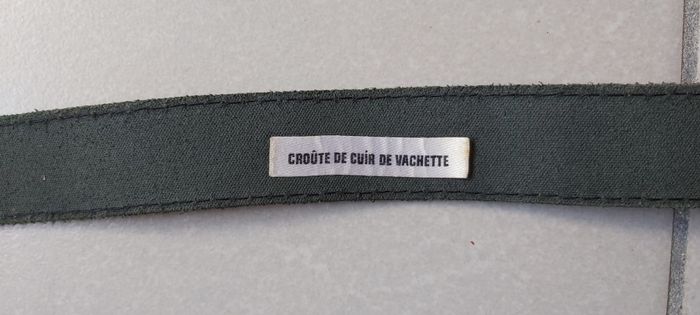 CROÛTE DE CUiR DE VACHETTE